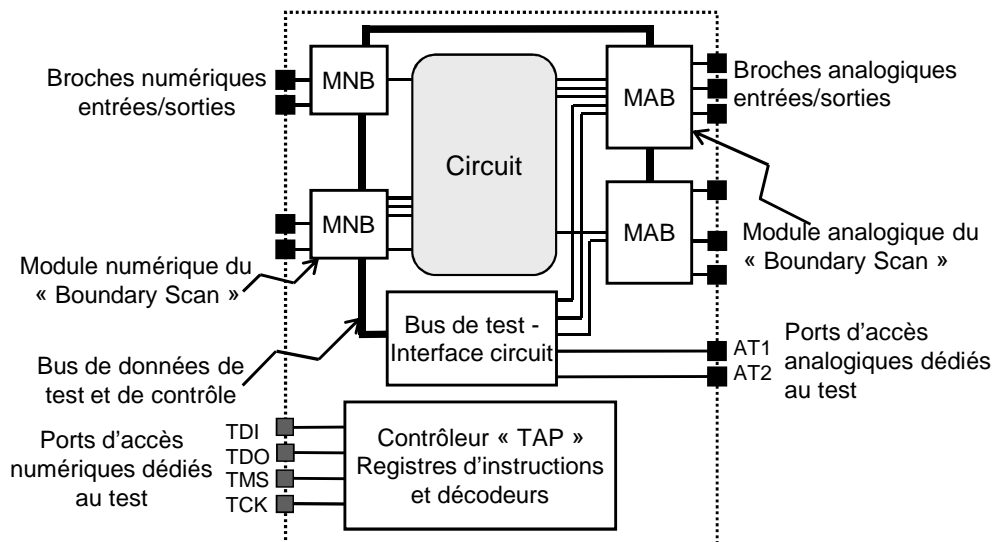 Broches numériques
entrées/sorties
MNB
Circuit
MAB
Broches analogiques
entrées/sorties
MNB
MAB
Module numérique du
« Boundary Scan »
Module analogique du
« Boundary Scan »
Bus de test -
Interface circuit
Bus de données de
test et de contrôle
AT1
AT2
Ports d'accès
analogiques dédiés
au test
Ports d'accès
numériques dédiés
au test
TDI
TDO
TMS
TCK
Contrôleur « TAP »
Registres d'instructions
et décodeurs